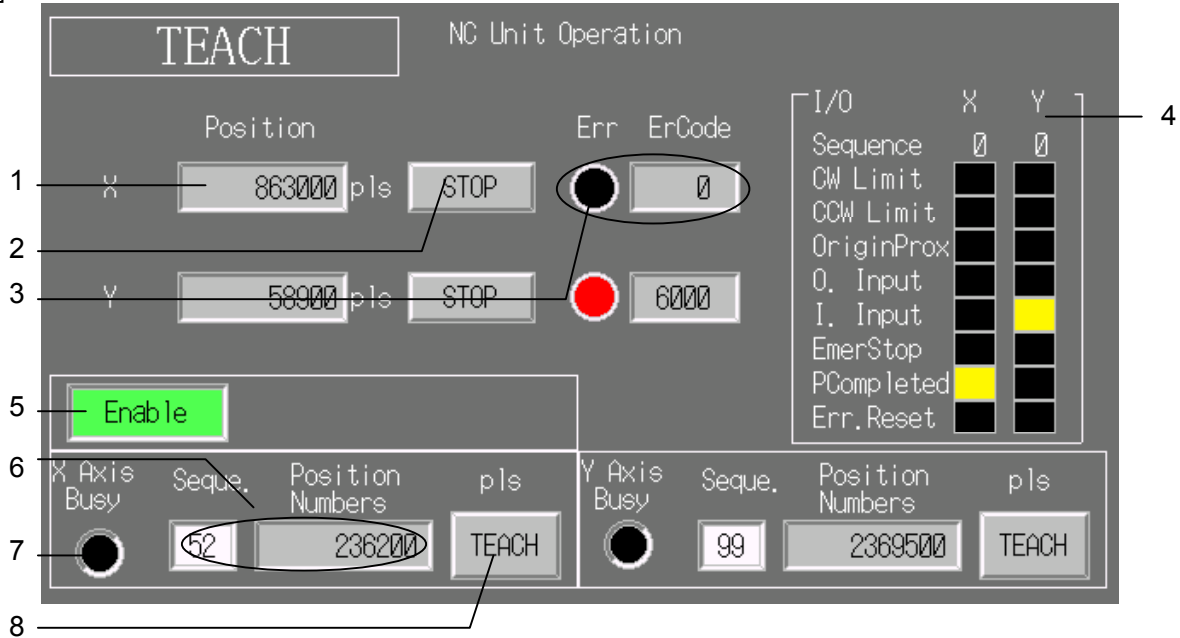 TEACH NC Unit Operation
I/O X Y 4
Position Err ErCode
Sequence 0 0
CW Limit
1 X 863000 pls STOP 0
CCW Limit
2 OriginProx
O. Input
3 Y 58900 pls STOP 6000
I. Input
EmerStop
PCompleted
5 Enable
Err.Reset
6 X Axis Busy Seque. Position Numbers pls Y Axis Busy Seque. Position Numbers pls
7 52 236200 TEACH 99 2369500 TEACH
8